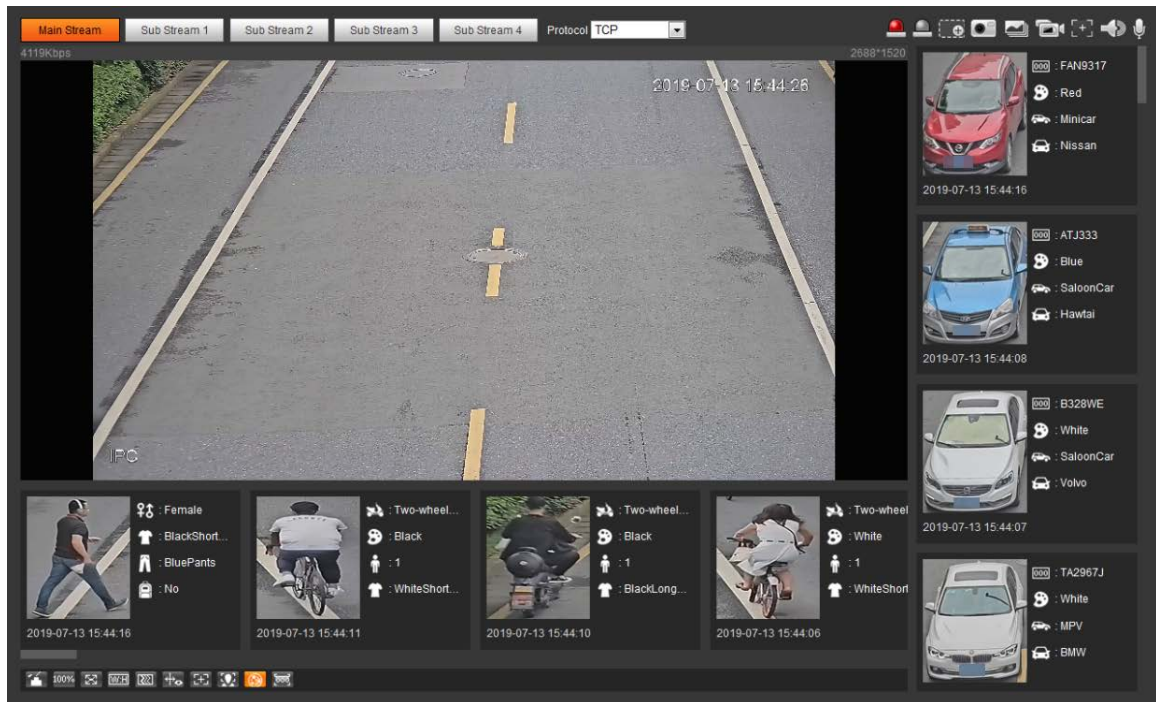 Main Stream
Sub Stream 1
Sub Stream 2
Sub Stream 3
Sub Stream 4
Protocol TCP
4119Kbps
2688*1520
2019-07-13 15:44:26
IPC
: FAN9317
: Red
: Minicar
: Nissan
2019-07-13 15:44:16
: ATJ333
: Blue
: SaloonCar
: Hawtai
2019-07-13 15:44:08
: B328WE
: White
: SaloonCar
: Volvo
2019-07-13 15:44:07
: TA2967J
: White
: MPV
: BMW
: Female
: BlackShort...
: BluePants
: No
2019-07-13 15:44:16
: Two-wheel...
: Black
: 1
: WhiteShort...
2019-07-13 15:44:11
: Two-wheel...
: Black
: 1
: BlackLong...
2019-07-13 15:44:10
: Two-wheel
: White
: 1
: WhiteShort
2019-07-13 15:44:06
100%
W:H